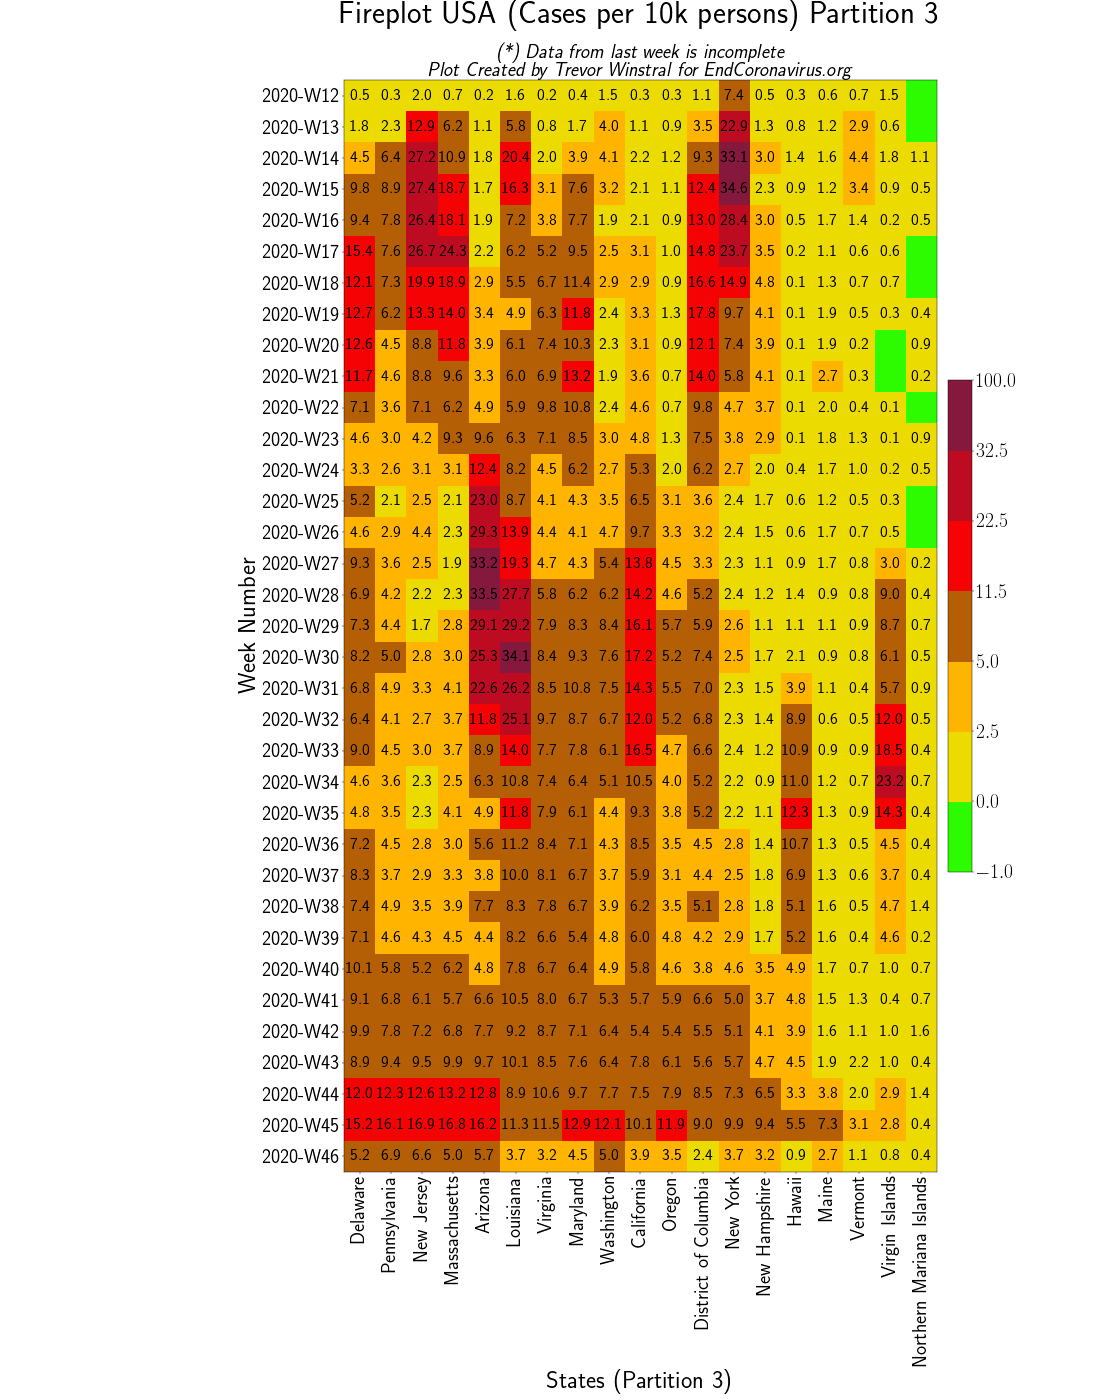 Fireplot USA (Cases per 10k persons) Partition 3
(*) Data from last week is incomplete
Plot Created by Trevor Winstral for EndCoronavirus.org
2020-W12 0.5 0.3 2.0 0.7 0.2 1.6 0.2 0.4 1.5 0.3 0.3 1.1 7.4 0.5 0.3 0.6 0.7 1.5
2020-W13 1.8 2.3 12.9 6.2 1.1 5.8 0.8 1.7 4.0 1.1 0.9 3.5 22.9 1.3 0.8 1.2 2.9 0.6
2020-W14 4.5 6.4 27.2 10.9 1.8 20.4 2.0 3.9 4.1 2.2 1.2 9.3 33.1 3.0 1.4 1.6 4.4 1.8 1.1
2020-W15 9.8 8.9 27.4 18.7 1.7 16.3 3.1 7.6 3.2 2.1 1.1 12.4 34.6 2.3 0.9 1.2 3.4 0.9 0.5
2020-W16 9.4 7.8 26.4 18.1 1.9 7.2 3.8 7.7 1.9 2.1 0.9 13.0 28.4 3.0 0.5 1.7 1.4 0.2 0.5
2020-W17 15.4 7.6 26.7 24.3 2.2 6.2 5.2 9.5 2.5 3.1 1.0 14.8 23.7 3.5 0.2 1.1 0.6 0.6
2020-W18 12.1 7.3 19.9 18.9 2.9 5.5 6.7 11.4 2.9 2.9 0.9 16.6 14.9 4.8 0.1 1.3 0.7 0.7
2020-W19 12.7 6.2 13.3 14.0 3.4 4.9 6.3 11.8 2.4 3.3 1.3 17.8 9.7 4.1 0.1 1.9 0.5 0.3 0.4
2020-W20 12.6 4.5 8.8 11.8 3.9 6.1 7.4 10.3 2.3 3.1 0.9 12.1 7.4 3.9 0.1 1.9 0.2 0.9
2020-W21 11.7 4.6 8.8 9.6 3.3 6.0 6.9 13.2 1.9 3.6 0.7 14.0 5.8 4.1 0.1 2.7 0.3 0.2
2020-W22 7.1 3.6 7.1 6.2 4.9 5.9 9.8 10.8 2.4 4.6 0.7 9.8 4.7 3.7 0.1 2.0 0.4 0.1
2020-W23 4.6 3.0 4.2 9.3 9.6 6.3 7.1 8.5 3.0 4.8 1.3 7.5 3.8 2.9 0.1 1.8 1.3 0.1 0.9
2020-W24 3.3 2.6 3.1 3.1 12.4 8.2 4.5 6.2 2.7 5.3 2.0 6.2 2.7 2.0 0.4 1.7 1.0 0.2 0.5
2020-W25 5.2 2.1 2.5 2.1 23.0 8.7 4.1 4.3 3.5 6.5 3.1 3.6 2.4 1.7 0.6 1.2 0.5 0.3
2020-W26 4.6 2.9 4.4 2.3 29.3 13.9 4.4 4.1 4.7 9.7 3.3 3.2 2.4 1.5 0.6 1.7 0.7 0.5
2020-W27 9.3 3.6 2.5 1.9 33.2 19.3 4.7 4.3 5.4 13.8 4.5 3.3 2.3 1.1 0.9 1.7 0.8 3.0 0.2
2020-W28 6.9 4.2 2.2 2.3 33.5 27.7 5.8 6.2 6.2 14.2 4.6 5.2 2.4 1.2 1.4 0.9 0.8 9.0 0.4
2020-W29 7.3 4.4 1.7 2.8 29.1 29.2 7.9 8.3 8.4 16.1 5.7 5.9 2.6 1.1 1.1 1.1 0.9 8.7 0.7
2020-W30 8.2 5.0 2.8 3.0 25.3 34.1 8.4 9.3 7.6 17.2 5.2 7.4 2.5 1.7 2.1 0.9 0.8 6.1 0.5
2020-W31 6.8 4.9 3.3 4.1 22.6 26.2 8.5 10.8 7.5 14.3 5.5 7.0 2.3 1.5 3.9 1.1 0.4 5.7 0.9
2020-W32 6.4 4.1 2.7 3.7 11.8 25.1 9.7 8.7 6.7 12.0 5.2 6.8 2.3 1.4 8.9 0.6 0.5 12.0 0.5
2020-W33 9.0 4.5 3.0 3.7 8.9 14.0 7.7 7.8 6.1 16.5 4.7 6.6 2.4 1.2 10.9 0.9 0.9 18.5 0.4
2020-W34 4.6 3.6 2.3 2.5 6.3 10.8 7.4 6.4 5.1 10.5 4.0 5.2 2.2 0.9 11.0 1.2 0.7 23.2 0.7
2020-W35 4.8 3.5 2.3 4.1 4.9 11.8 7.9 6.1 4.4 9.3 3.8 5.2 2.2 1.1 12.3 1.3 0.9 14.3 0.4
2020-W36 7.2 4.5 2.8 3.0 5.6 11.2 8.4 7.1 4.3 8.5 3.5 4.5 2.8 1.4 10.7 1.3 0.5 4.5 0.4
2020-W37 8.3 3.7 2.9 3.3 3.8 10.0 8.1 6.7 3.7 5.9 3.1 4.4 2.5 1.8 6.9 1.3 0.6 3.7 0.4
2020-W38 7.4 4.9 3.5 3.9 7.7 8.3 7.8 6.7 3.9 6.2 3.5 5.1 2.8 1.8 5.1 1.6 0.5 4.7 1.4
2020-W39 7.1 4.6 4.3 4.5 4.4 8.2 6.6 5.4 4.8 6.0 4.8 4.2 2.9 1.7 5.2 1.6 0.4 4.6 0.2
2020-W40 10.1 5.8 5.2 6.2 4.8 7.8 6.7 6.4 4.9 5.8 4.6 3.8 4.6 3.5 4.9 1.7 0.7 1.0 0.7
2020-W41 9.1 6.8 6.1 5.7 6.6 10.5 8.0 6.7 5.3 5.7 5.9 6.6 5.0 3.7 4.8 1.5 1.3 0.4 0.7
2020-W42 9.9 7.8 7.2 6.8 7.7 9.2 8.7 7.1 6.4 5.4 5.4 5.5 5.1 4.1 3.9 1.6 1.1 1.0 1.6
2020-W43 8.9 9.4 9.5 9.9 9.7 10.1 8.5 7.6 6.4 7.8 6.1 5.6 5.7 4.7 4.5 1.9 2.2 1.0 0.4
2020-W44 12.0 12.3 12.6 13.2 12.8 8.9 10.6 9.7 7.7 7.5 7.9 8.5 7.3 6.5 3.3 3.8 2.0 2.9 1.4
2020-W45 15.2 16.1 16.9 16.8 16.2 11.3 11.5 12.9 12.1 10.1 11.9 9.0 9.9 9.4 5.5 7.3 3.1 2.8 0.4
2020-W46 5.2 6.9 6.6 5.0 5.7 3.7 3.2 4.5 5.0 3.9 3.5 2.4 3.7 3.2 0.9 2.7 1.1 0.8 0.4
Week Number
Delaware
Pennsylvania
New Jersey
Massachusetts
Arizona
Louisiana
Virginia
Maryland
Washington
California
Oregon
District of Columbia
New York
New Hampshire
Hawaii
Maine
Vermont
Virgin Islands
Northern Mariana Islands
States (Partition 3)
100.0
32.5
22.5
11.5
5.0
2.5
0.0
−1.0